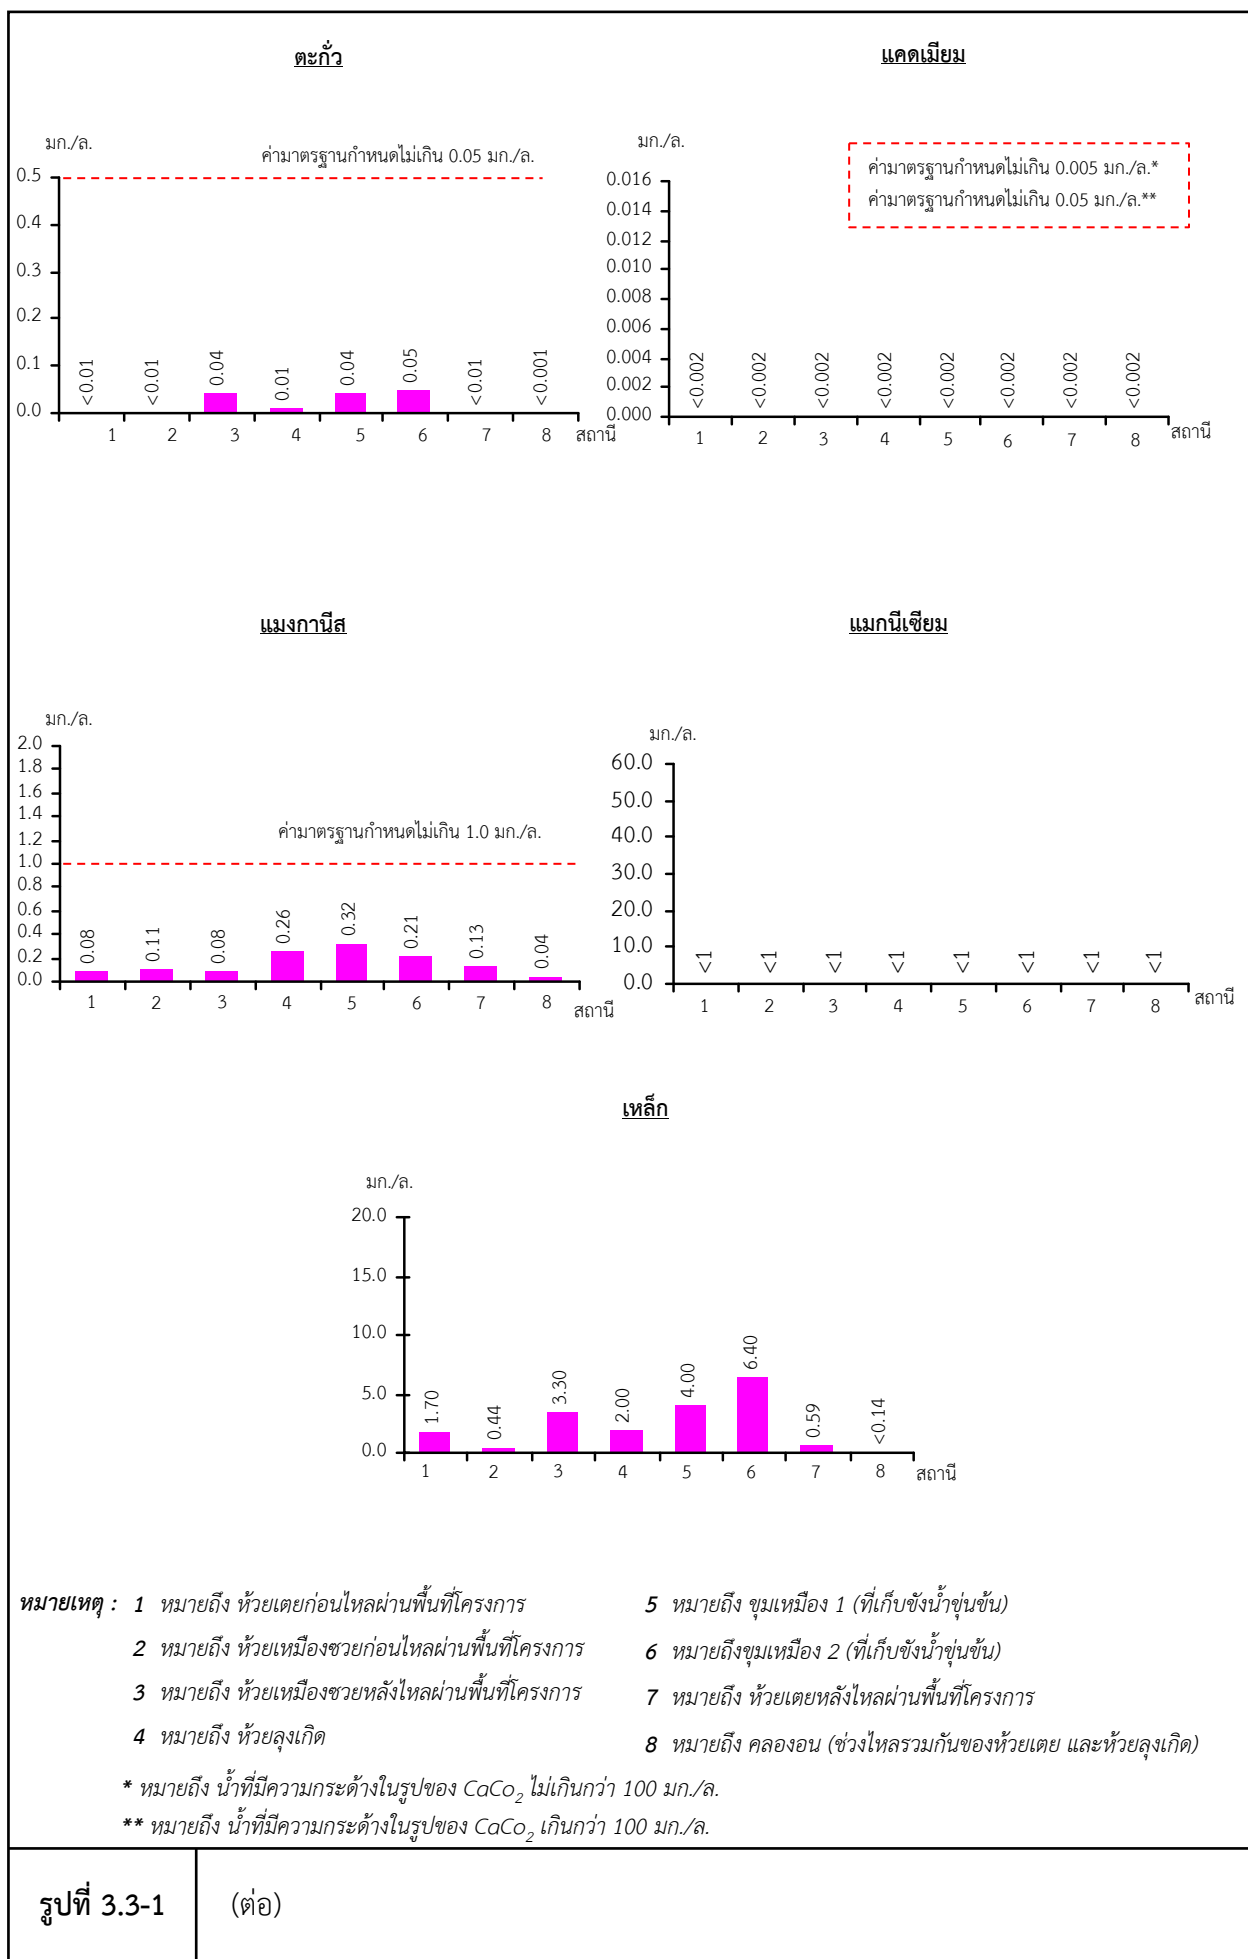 ตะกั่ว
มก./ล.
ค่ามาตรฐานกำหนดไม่เกิน 0.05 มก./ล.
0.5
0.4
0.3
0.2
0.1
0.0
<0.01 <0.01 0.04 0.01 0.04 0.05 <0.01 <0.001
1 2 3 4 5 6 7 8 สถานี
แคดเมียม
มก./ล.
ค่ามาตรฐานกำหนดไม่เกิน 0.005 มก./ล.*
ค่ามาตรฐานกำหนดไม่เกิน 0.05 มก./ล.**
0.016
0.014
0.012
0.010
0.008
0.006
0.004
0.002
0.000
<0.002 <0.002 <0.002 <0.002 <0.002 <0.002 <0.002 <0.002
1 2 3 4 5 6 7 8 สถานี
แมงกานีส
มก./ล.
2.0
1.8
1.6
1.4
1.2
1.0
0.8
0.6
0.4
0.2
0.0
ค่ามาตรฐานกำหนดไม่เกิน 1.0 มก./ล.
0.08 0.11 0.08 0.26 0.32 0.21 0.13 0.04
1 2 3 4 5 6 7 8 สถานี
แมกนีเซียม
มก./ล.
60.0
50.0
40.0
30.0
20.0
10.0
0.0
<1 <1 <1 <1 <1 <1 <1 <1
1 2 3 4 5 6 7 8 สถานี
เหล็ก
มก./ล.
20.0
15.0
10.0
5.0
0.0
1.70 0.44 3.30 2.00 4.00 6.40 0.59 <0.14
1 2 3 4 5 6 7 8 สถานี
หมายเหตุ : 1 หมายถึง ห้วยเตยก่อนไหลผ่านพื้นที่โครงการ
2 หมายถึง ห้วยเหมืองซวยก่อนไหลผ่านพื้นที่โครงการ
3 หมายถึง ห้วยเหมืองซวยหลังไหลผ่านพื้นที่โครงการ
4 หมายถึง ห้วยลุงเกิด
5 หมายถึง ขุมเหมือง 1 (ที่เก็บขังน้ำขุ่นข้น)
6 หมายถึงขุมเหมือง 2 (ที่เก็บขังน้ำขุ่นข้น)
7 หมายถึง ห้วยเตยหลังไหลผ่านพื้นที่โครงการ
8 หมายถึง คลองอน (ช่วงไหลรวมกันของห้วยเตย และห้วยลุงเกิด)
* หมายถึง น้ำที่มีความกระด้างในรูปของ CaCo2 ไม่เกินกว่า 100 มก./ล.
** หมายถึง น้ำที่มีความกระด้างในรูปของ CaCo2 เกินกว่า 100 มก./ล.
รูปที่ 3.3-1
(ต่อ)